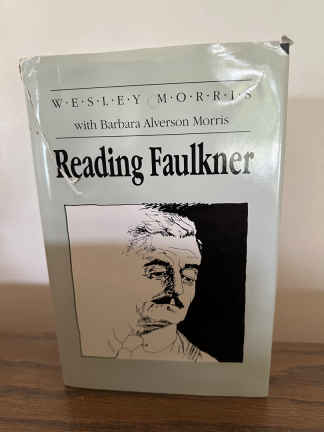 W·E·S·L·E·Y M·O·R·R·I·S
with Barbara Alverson Morris
Reading Faulkner